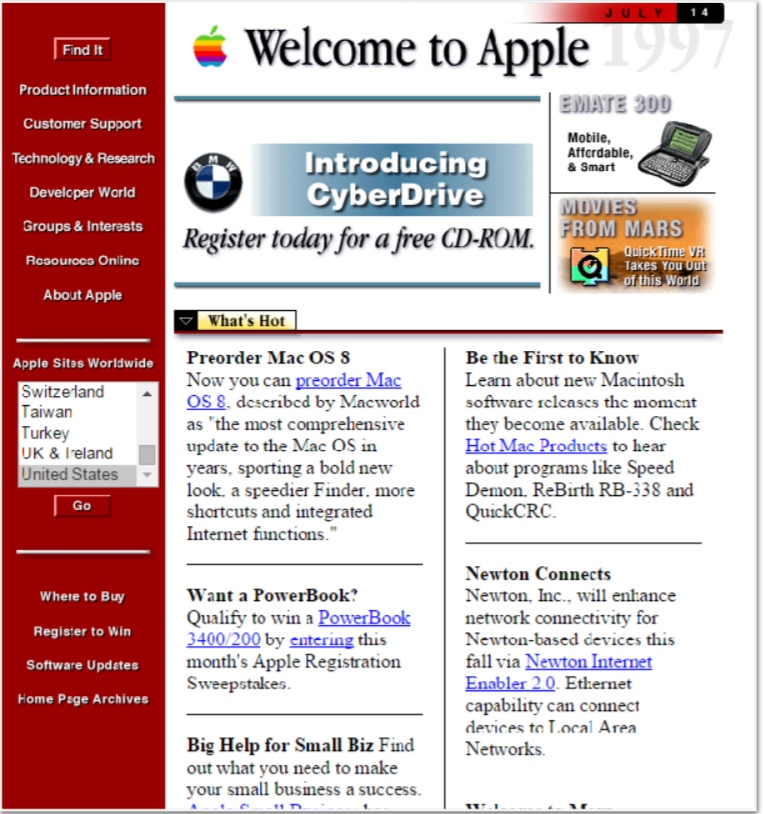 JULY 14
1997
Welcome to Apple
Find It
Product Information
Customer Support
Technology & Research
Developer World
Groups & Interests
Resources Online
About Apple
Apple Sites Worldwide
Switzerland
Taiwan
Turkey
UK & Ireland
United States
Go
Where to Buy
Register to Win
Software Updates
Home Page Archives
BMW
Introducing
CyberDrive
Register today for a free CD-ROM.
EMATE 300
Mobile,
Affordable,
& Smart
MOVIES
FROM MARS
QuickTime VR
Takes You Out
of this World
What's Hot
Preorder Mac OS 8
Now you can preorder Mac
OS 8, described by Macworld
as "the most comprehensive
update to the Mac OS in
years, sporting a bold new
look, a speedier Finder, more
shortcuts and integrated
Internet functions."
Want a PowerBook?
Qualify to win a PowerBook
3400/200 by entering this
month's Apple Registration
Sweepstakes.
Big Help for Small Biz Find
out what you need to make
your small business a success.
Apple Small Business has
Be the First to Know
Learn about new Macintosh
software releases the moment
they become available. Check
Hot Mac Products to hear
about programs like Speed
Demon, ReBirth RB-338 and
QuickCRC.
Newton Connects
Newton, Inc., will enhance
network connectivity for
Newton-based devices this
fall via Newton Internet
Enabler 2.0. Ethernet
capability can connect
devices to Local Area
Networks.
Welcome to